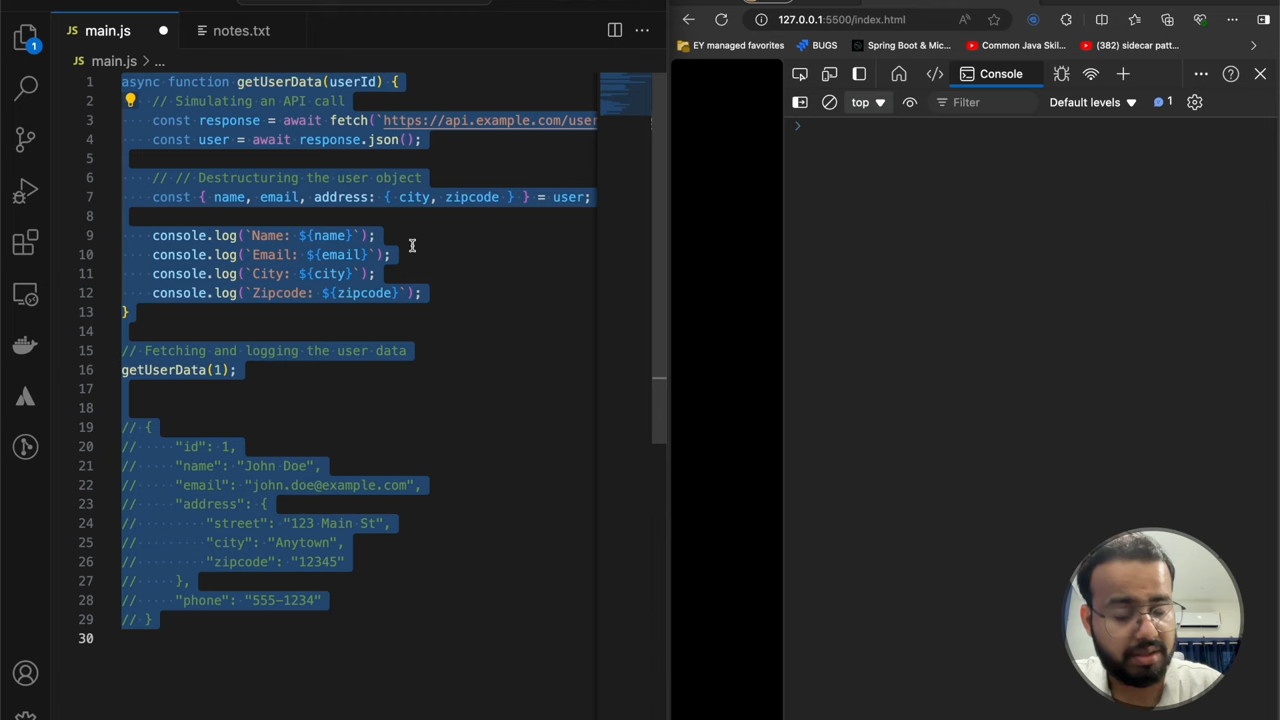 JS main.js
notes.txt
127.0.0.1:5500/index.html
EY managed favorites
BUGS
Spring Boot & Mic...
Common Java Skil...
(382) sidecar patt...
JS main.js > ...
Console
top
Filter
Default levels
1
1
1 async function getUserData(userId) {
2 // Simulating an API call
3 const response = await fetch(`https://api.example.com/user
4 const user = await response.json();
5
6 // // Destructuring the user object
7 const { name, email, address: { city, zipcode } } = user;
8
9 console.log(`Name: ${name}`);
10 console.log(`Email: ${email}`);
11 console.log(`City: ${city}`);
12 console.log(`Zipcode: ${zipcode}`);
13 }
14
15 // Fetching and logging the user data
16 getUserData(1);
17
18
19 // {
20 // "id": 1,
21 // "name": "John Doe",
22 // "email": "john.doe@example.com",
23 // "address": {
24 // "street": "123 Main St",
25 // "city": "Anytown",
26 // "zipcode": "12345"
27 // },
28 // "phone": "555-1234"
29 // }
30